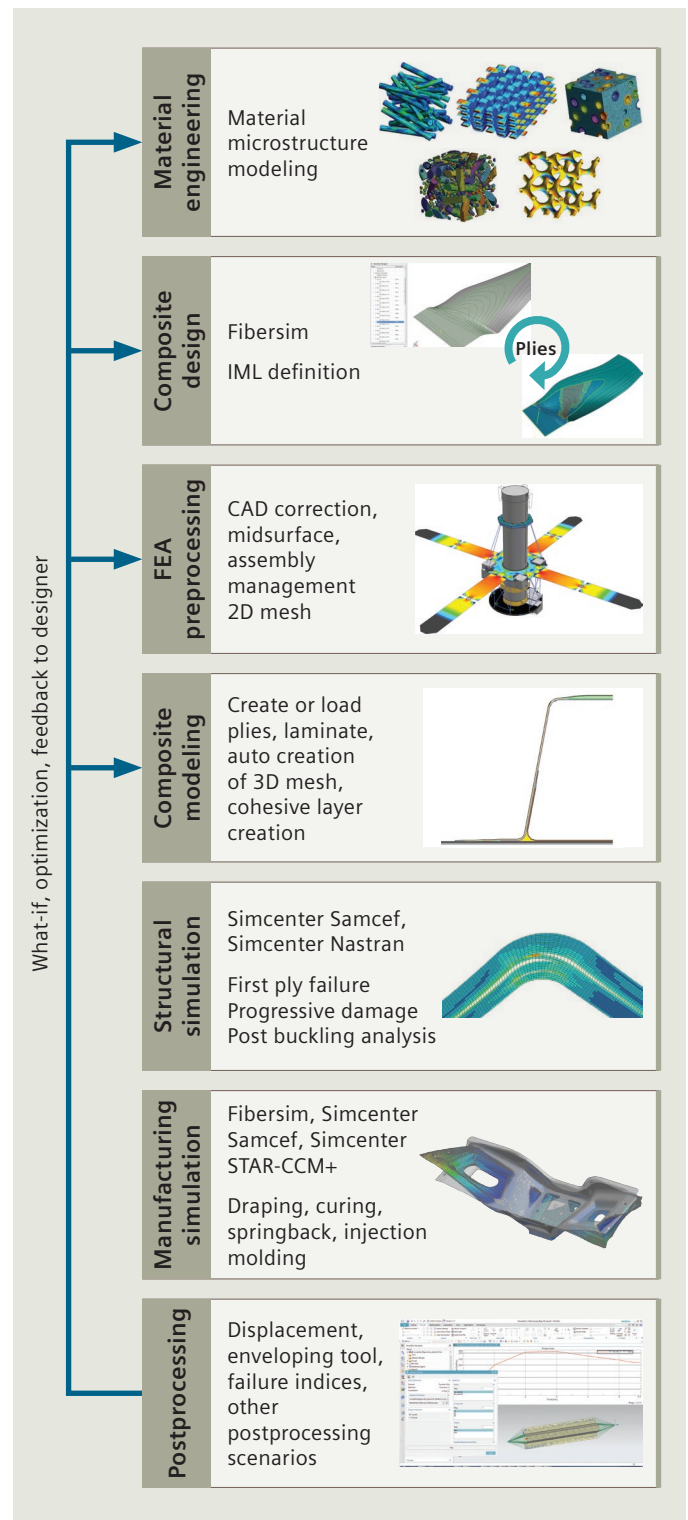 What-if, optimization, feedback to designer
Material
engineering
Material
microstructure
modeling
Composite
design
Fibersim
IML definition
Plies
FEA
preprocessing
CAD correction,
midsurface,
assembly
management
2D mesh
Composite
modeling
Create or load
plies, laminate,
auto creation
of 3D mesh,
cohesive layer
creation
Structural
simulation
Simcenter Samcef,
Simcenter Nastran
First ply failure
Progressive damage
Post buckling analysis
Manufacturing
simulation
Fibersim, Simcenter
Samcef, Simcenter
STAR-CCM+
Draping, curing,
springback, injection
molding
Postprocessing
Displacement,
enveloping tool,
failure indices,
other
postprocessing
scenarios